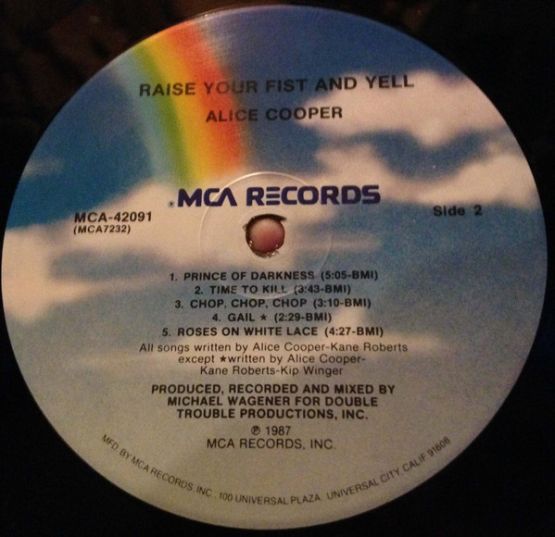 RAISE YOUR FIST AND YELL
ALICE COOPER
MCA RECORDS
MCA-42091
(MCA7232)
Side 2
1. PRINCE OF DARKNESS (5:05-BMI)
2. TIME TO KILL (3:43-BMI)
3. CHOP, CHOP, CHOP (3:10-BMI)
4. GAIL ★ (2:29-BMI)
5. ROSES ON WHITE LACE (4:27-BMI)
All songs written by Alice Cooper-Kane Roberts
except ★written by Alice Cooper-
Kane Roberts-Kip Winger
PRODUCED, RECORDED AND MIXED BY
MICHAEL WAGENER FOR DOUBLE
TROUBLE PRODUCTIONS, INC.
℗ 1987
MCA RECORDS, INC.
MFD. BY MCA RECORDS, INC., 100 UNIVERSAL PLAZA, UNIVERSAL CITY, CALIF. 91608